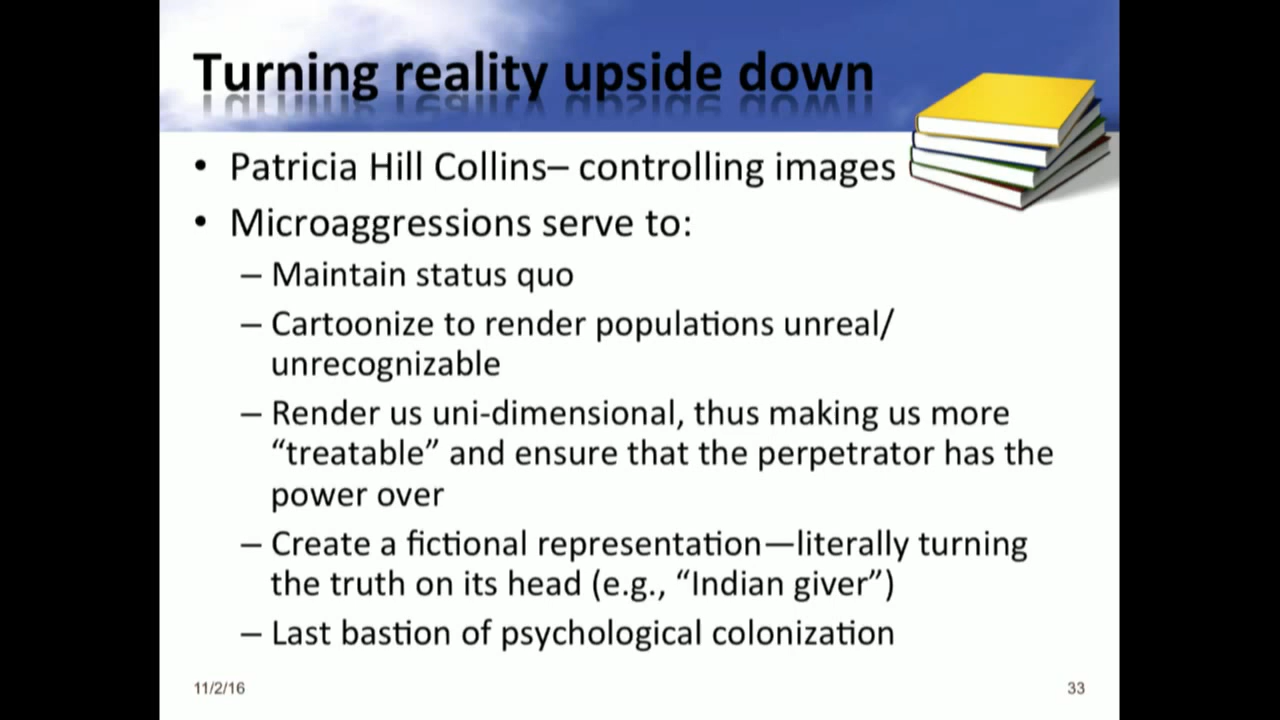 Turning reality upside down
• Patricia Hill Collins– controlling images
• Microaggressions serve to:
– Maintain status quo
– Cartoonize to render populations unreal/
unrecognizable
– Render us uni-dimensional, thus making us more
“treatable” and ensure that the perpetrator has the
power over
– Create a fictional representation—literally turning
the truth on its head (e.g., “Indian giver”)
– Last bastion of psychological colonization
11/2/16
33